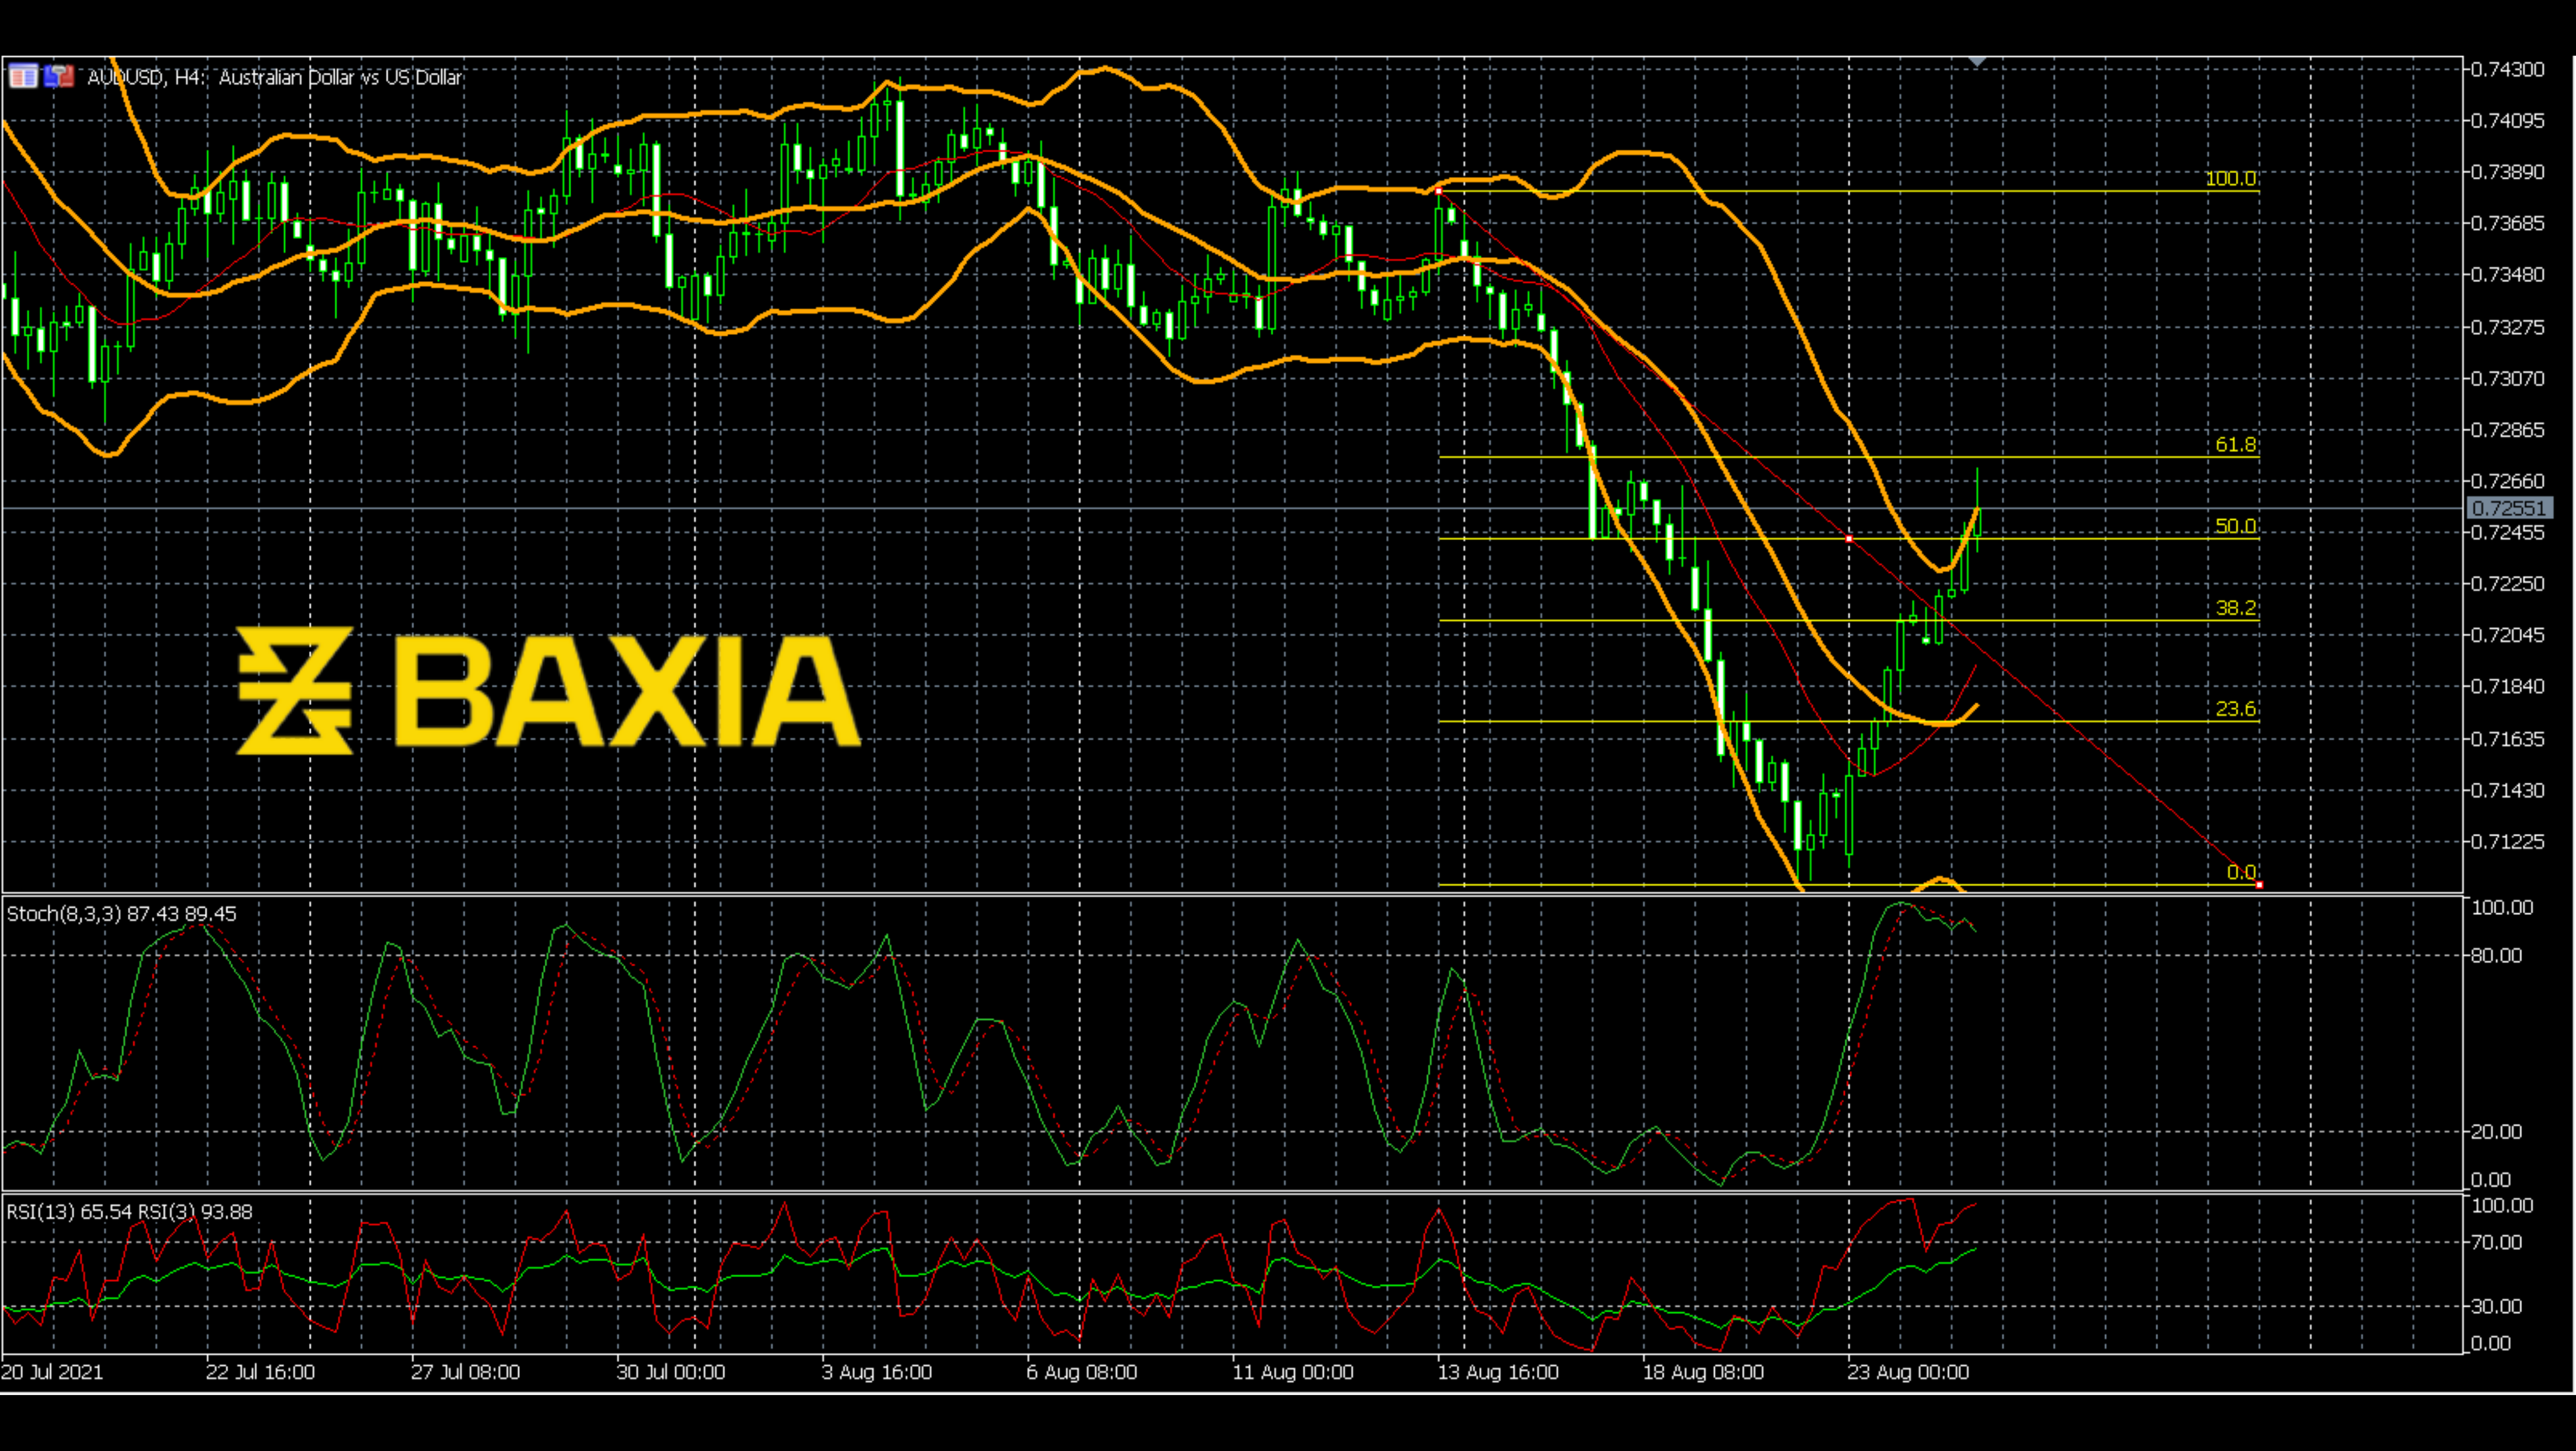 AUDUSD, H4:  Australian Dollar vs US Dollar
0.74300
0.74095
0.73890
100.0
0.73685
0.73480
0.73275
0.73070
0.72865
61.8
0.72660
0.72551
50.0
0.72455
0.72250
38.2
0.72045
BAXIA
0.71840
23.6
0.71635
0.71430
0.71225
0.0
Stoch(8,3,3) 87.43 89.45
100.00
80.00
20.00
0.00
RSI(13) 65.54 RSI(3) 93.88
100.00
70.00
30.00
0.00
20 Jul 2021
22 Jul 16:00
27 Jul 08:00
30 Jul 00:00
3 Aug 16:00
6 Aug 08:00
11 Aug 00:00
13 Aug 16:00
18 Aug 08:00
23 Aug 00:00